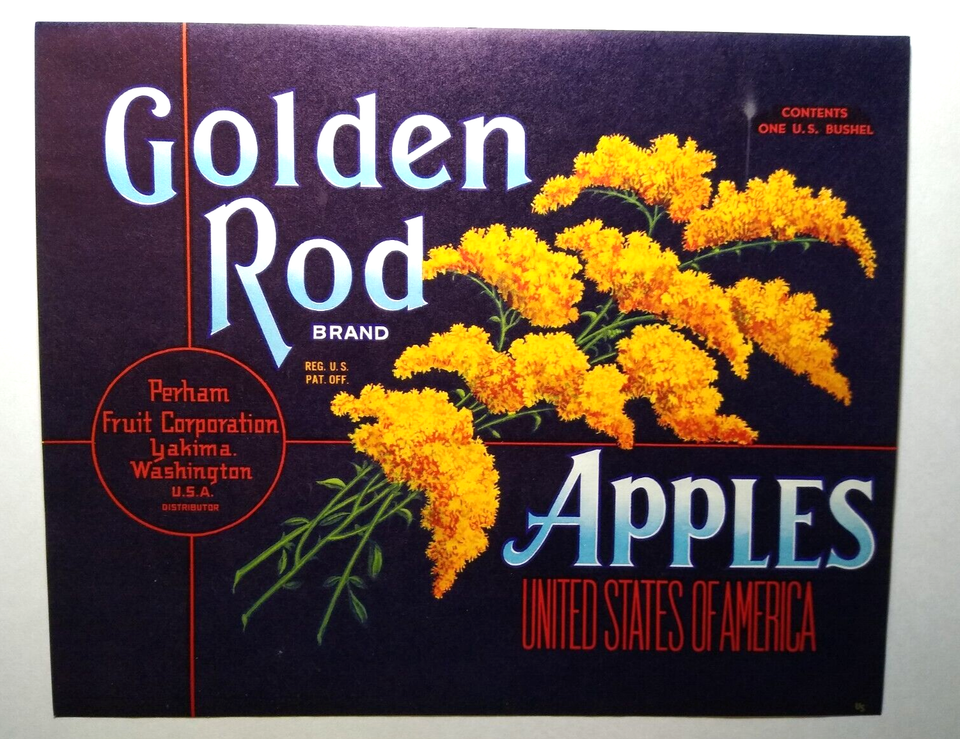 Golden
Rod
BRAND
REG. U.S.
PAT. OFF.
CONTENTS
ONE U.S. BUSHEL
Perham
Fruit Corporation
Yakima.
Washington
U.S.A.
DISTRIBUTOR
APPLES
UNITED STATES OF AMERICA